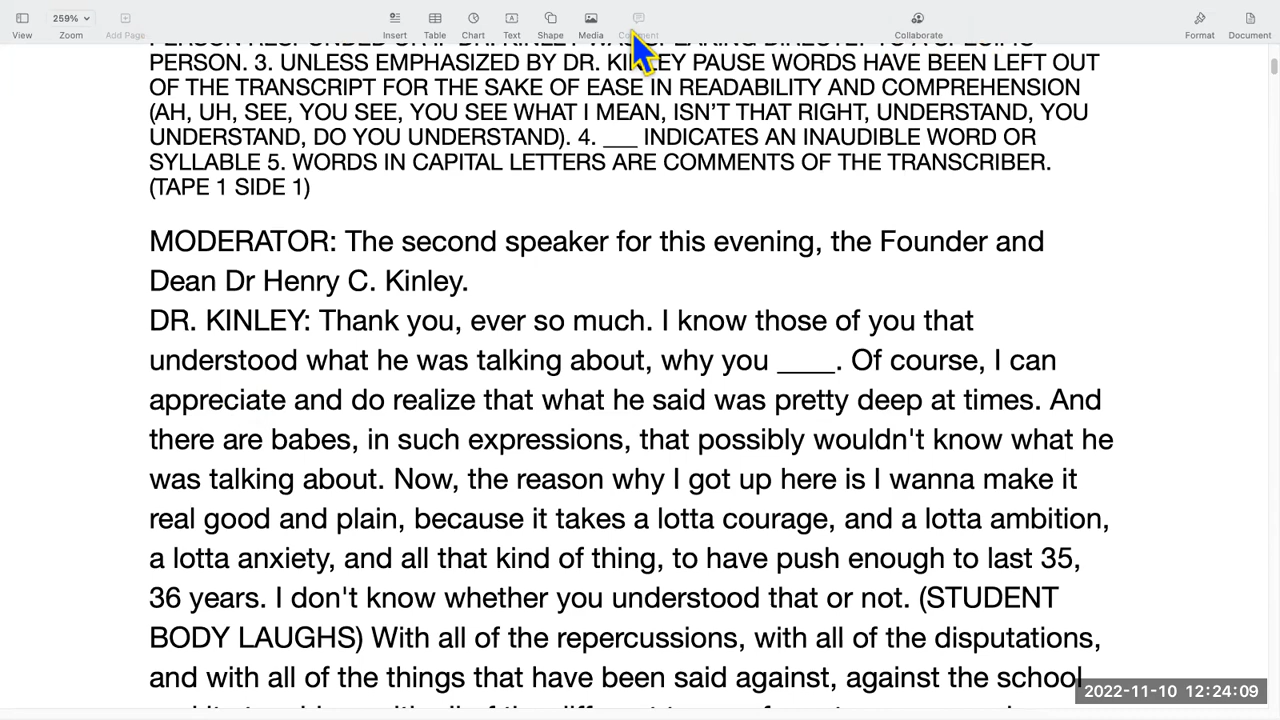 View
259%
Zoom
Add Page
Insert
Table
Chart
Text
Shape
Media
Comment
Collaborate
Format
Document
PERSON. 3. UNLESS EMPHASIZED BY DR. KINLEY PAUSE WORDS HAVE BEEN LEFT OUT
OF THE TRANSCRIPT FOR THE SAKE OF EASE IN READABILITY AND COMPREHENSION
(AH, UH, SEE, YOU SEE, YOU SEE WHAT I MEAN, ISN’T THAT RIGHT, UNDERSTAND, YOU
UNDERSTAND, DO YOU UNDERSTAND). 4. ___ INDICATES AN INAUDIBLE WORD OR
SYLLABLE 5. WORDS IN CAPITAL LETTERS ARE COMMENTS OF THE TRANSCRIBER.
(TAPE 1 SIDE 1)
MODERATOR: The second speaker for this evening, the Founder and
Dean Dr Henry C. Kinley.
DR. KINLEY: Thank you, ever so much. I know those of you that
understood what he was talking about, why you ____. Of course, I can
appreciate and do realize that what he said was pretty deep at times. And
there are babes, in such expressions, that possibly wouldn't know what he
was talking about. Now, the reason why I got up here is I wanna make it
real good and plain, because it takes a lotta courage, and a lotta ambition,
a lotta anxiety, and all that kind of thing, to have push enough to last 35,
36 years. I don't know whether you understood that or not. (STUDENT
BODY LAUGHS) With all of the repercussions, with all of the disputations,
and with all of the things that have been said against, against the school
2022-11-10 12:24:09